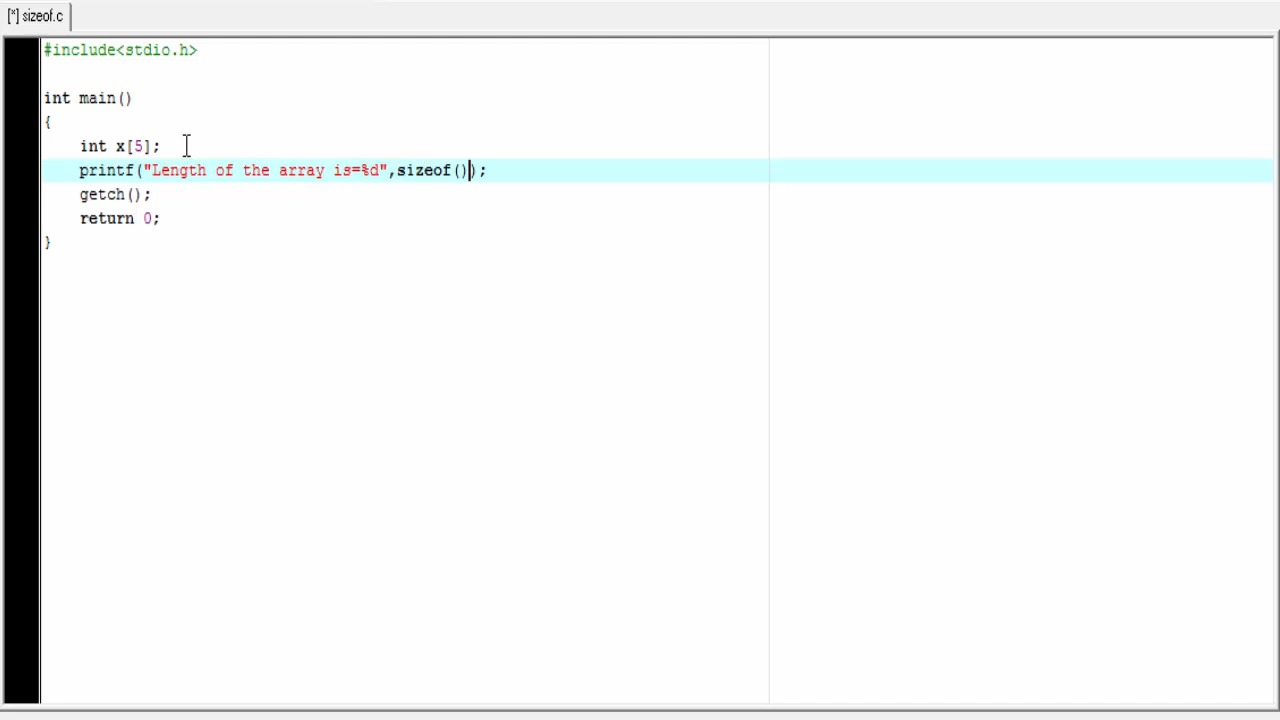 [*] sizeof.c
#include<stdio.h>
int main()
{
    int x[5];
    printf("Length of the array is=%d",sizeof());
    getch();
    return 0;
}